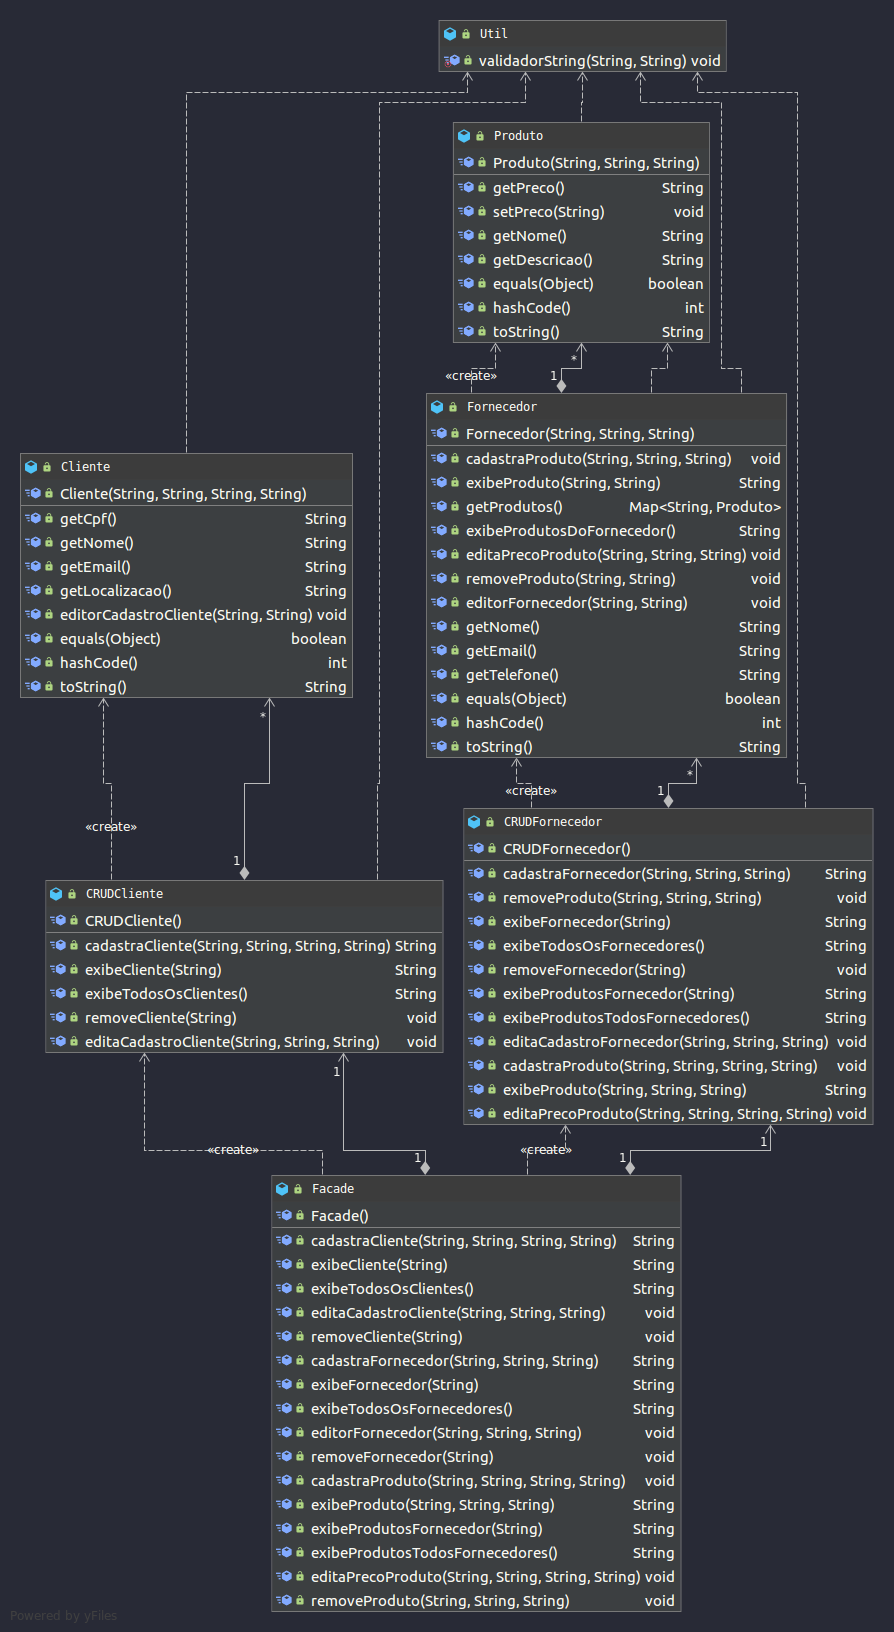 Util
validadorString(String, String) void
Produto
Produto(String, String, String)
getPreco() String
setPreco(String) void
getNome() String
getDescricao() String
equals(Object) boolean
hashCode() int
toString() String
«create»
1
*
Fornecedor
Fornecedor(String, String, String)
cadastraProduto(String, String, String) void
exibeProduto(String, String) String
getProdutos() Map<String, Produto>
exibeProdutosDoFornecedor() String
editaPrecoProduto(String, String, String) void
removeProduto(String, String) void
editorFornecedor(String, String) void
getNome() String
getEmail() String
getTelefone() String
equals(Object) boolean
hashCode() int
toString() String
Cliente
Cliente(String, String, String, String)
getCpf() String
getNome() String
getEmail() String
getLocalizacao() String
editorCadastroCliente(String, String) void
equals(Object) boolean
hashCode() int
toString() String
*
«create»
1
«create»
1
*
CRUDFornecedor
CRUDFornecedor()
cadastraFornecedor(String, String, String) String
removeProduto(String, String, String) void
exibeFornecedor(String) String
exibeTodosOsFornecedores() String
removeFornecedor(String) void
exibeProdutosFornecedor(String) String
exibeProdutosTodosFornecedores() String
editaCadastroFornecedor(String, String, String) void
cadastraProduto(String, String, String, String) void
exibeProduto(String, String, String) String
editaPrecoProduto(String, String, String, String) void
CRUDCliente
CRUDCliente()
cadastraCliente(String, String, String, String) String
exibeCliente(String) String
exibeTodosOsClientes() String
removeCliente(String) void
editaCadastroCliente(String, String, String) void
1
«create»
1
«create»
1
1
Facade
Facade()
cadastraCliente(String, String, String, String) String
exibeCliente(String) String
exibeTodosOsClientes() String
editaCadastroCliente(String, String, String) void
removeCliente(String) void
cadastraFornecedor(String, String, String) String
exibeFornecedor(String) String
exibeTodosOsFornecedores() String
editorFornecedor(String, String, String) void
removeFornecedor(String) void
cadastraProduto(String, String, String, String) void
exibeProduto(String, String, String) String
exibeProdutosFornecedor(String) String
exibeProdutosTodosFornecedores() String
editaPrecoProduto(String, String, String, String) void
removeProduto(String, String, String) void
Powered by yFiles